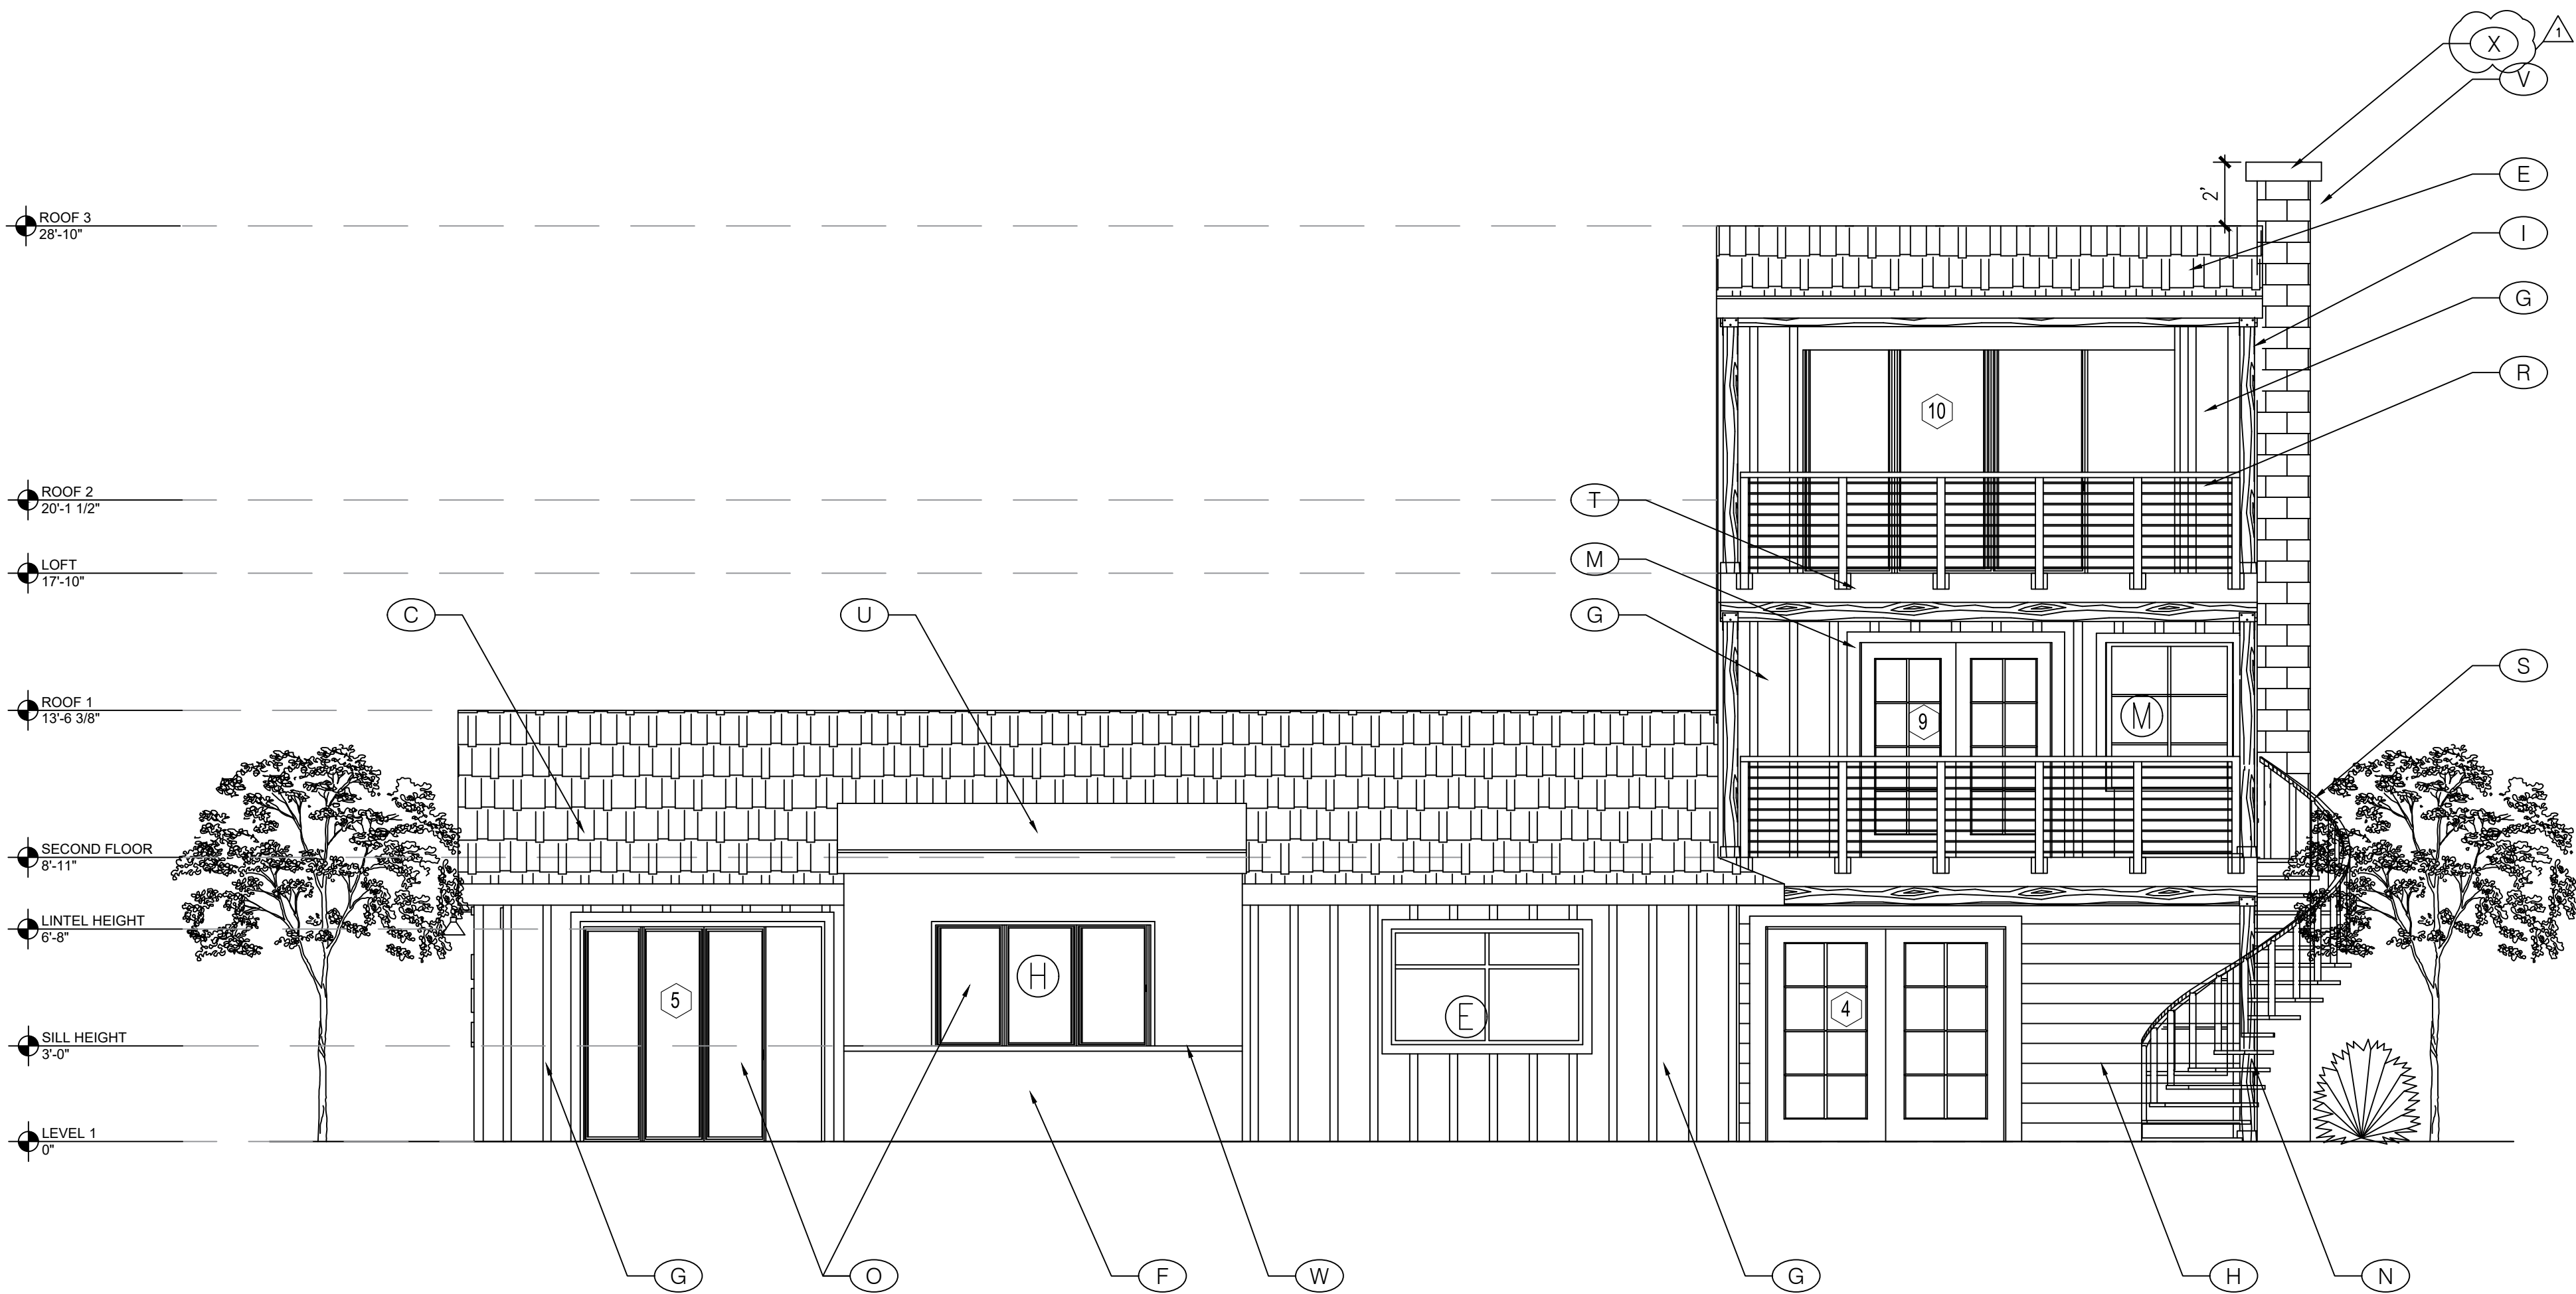 X
1
V
E
2'
ROOF 3
28'-10"
I
G
R
10
ROOF 2
20'-1 1/2"
T
LOFT
17'-10"
M
C
U
G
S
ROOF 1
13'-6 3/8"
9
M
SECOND FLOOR
8'-11"
LINTEL HEIGHT
6'-8"
H
5
E
4
SILL HEIGHT
3'-0"
LEVEL 1
0"
G
O
F
W
G
H
N